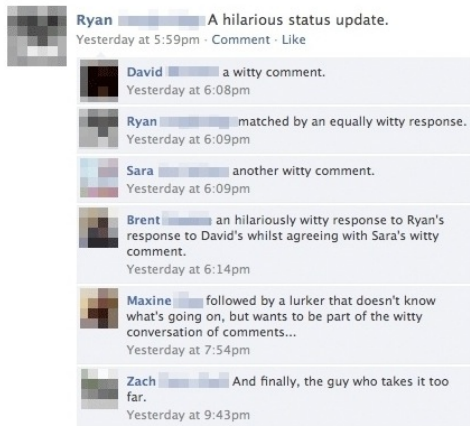 Ryan A hilarious status update.
Yesterday at 5:59pm · Comment · Like
David a witty comment.
Yesterday at 6:08pm
Ryan matched by an equally witty response.
Yesterday at 6:09pm
Sara another witty comment.
Yesterday at 6:09pm
Brent an hilariously witty response to Ryan's
response to David's whilst agreeing with Sara's witty
comment.
Yesterday at 6:14pm
Maxine followed by a lurker that doesn't know
what's going on, but wants to be part of the witty
conversation of comments...
Yesterday at 7:54pm
Zach And finally, the guy who takes it too
far.
Yesterday at 9:43pm